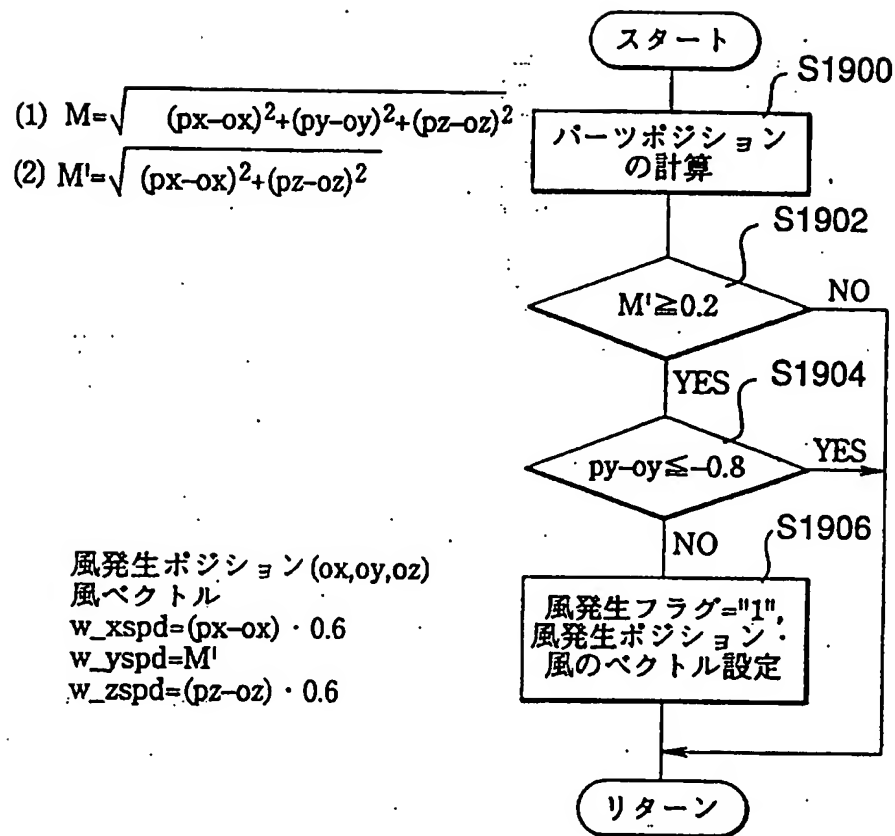 スタート
S1900
(1) M=√(px–ox)²+(py–oy)²+(pz–oz)²
(2) M'=√(px–ox)²+(pz–oz)²
パーツポジション
の計算
S1902
M'≧0.2
NO
YES
S1904
py–oy≦–0.8
YES
NO
S1906
風発生ポジション(ox,oy,oz)
風ベクトル
w_xspd=(px–ox)・0.6
w_yspd=M'
w_zspd=(pz–oz)・0.6
風発生フラグ="1",
風発生ポジション・
風のベクトル設定
リターン